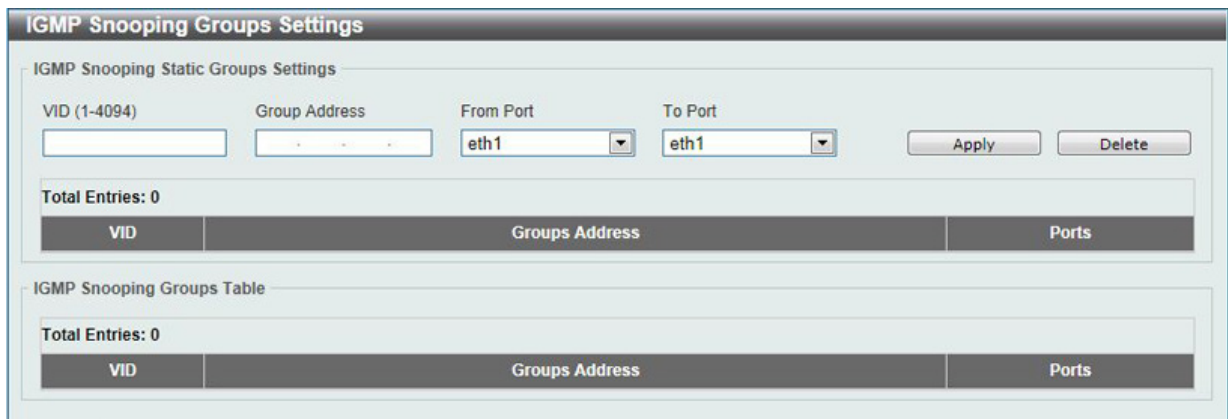 IGMP Snooping Groups Settings
IGMP Snooping Static Groups Settings
VID (1-4094) Group Address From Port To Port
eth1 eth1 Apply Delete
Total Entries: 0
VID Groups Address Ports
IGMP Snooping Groups Table
Total Entries: 0
VID Groups Address Ports